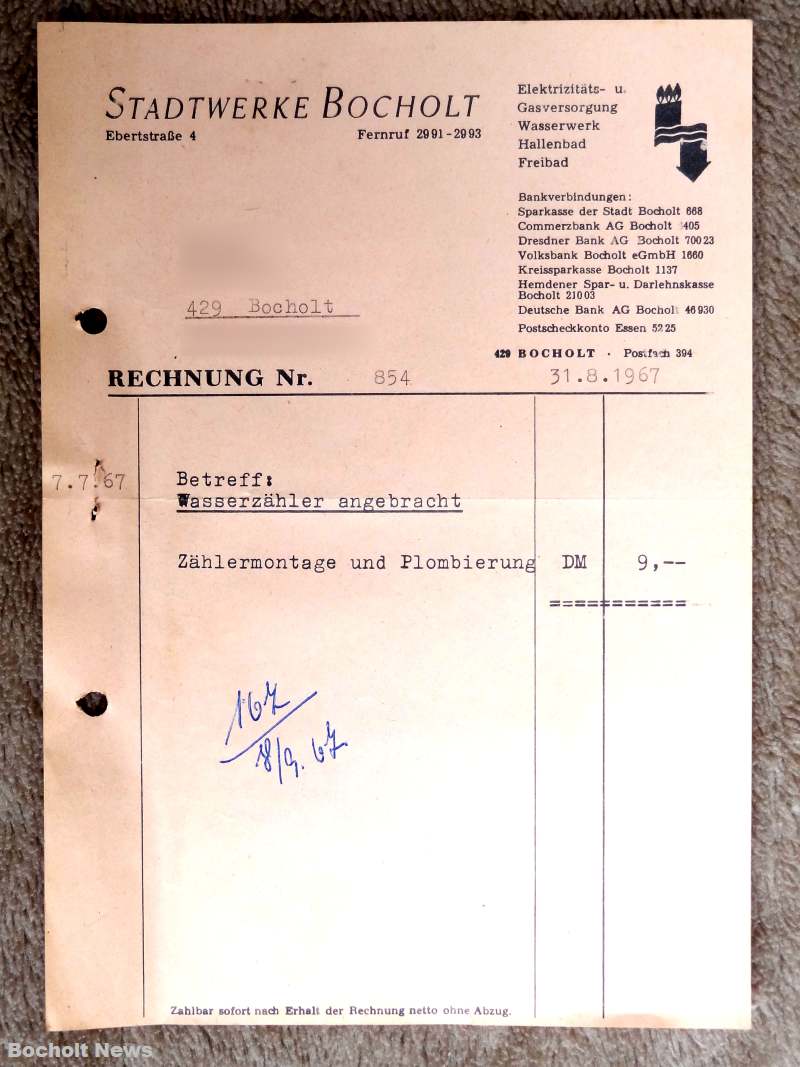 STADTWERKE BOCHOLT
Ebertstraße 4 Fernruf 2991-2993
Elektrizitäts- u.
Gasversorgung
Wasserwerk
Hallenbad
Freibad
Bankverbindungen:
Sparkasse der Stadt Bocholt 668
Commerzbank AG Bocholt 405
Dresdner Bank AG Bocholt 70023
Volksbank Bocholt eGmbH 1660
Kreissparkasse Bocholt 1137
Hemdener Spar- u. Darlehnskasse
Bocholt 21003
Deutsche Bank AG Bocholt 46930
Postscheckkonto Essen 5225
429 BOCHOLT · Postfach 394
429 Bocholt
RECHNUNG Nr. 854 31.8.1967
7.7.67 Betreff:
Wasserzähler angebracht
Zählermontage und Plombierung DM 9,--
===========
167
8/9.67
Zahlbar sofort nach Erhalt der Rechnung netto ohne Abzug.
Bocholt News